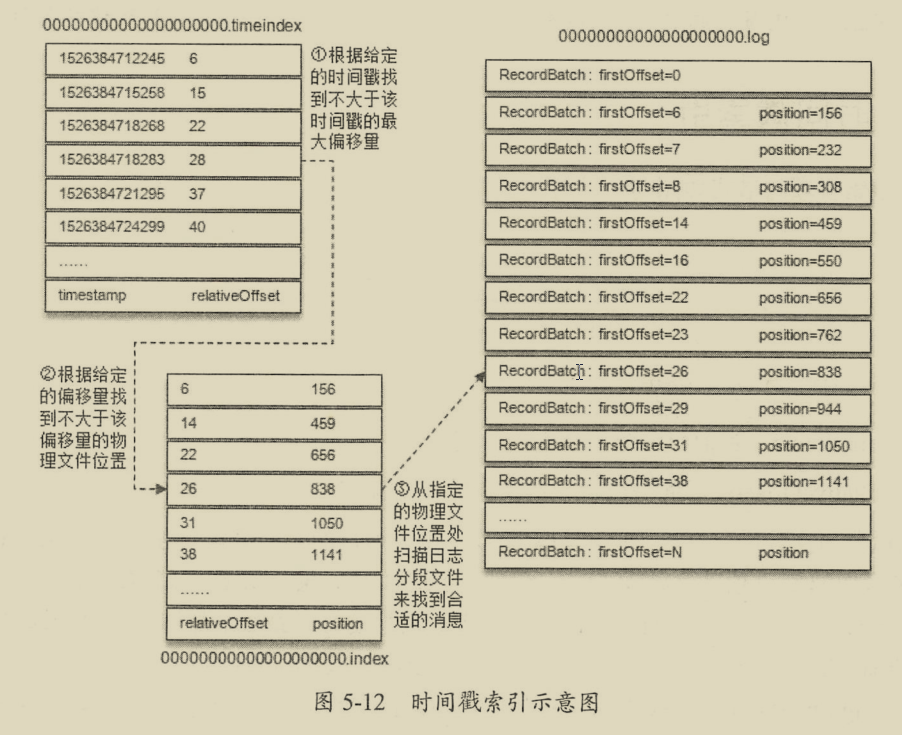 00000000000000000000.timeindex
1526384712245 6
1526384715258 15
1526384718268 22
1526384718283 28
1526384721295 37
1526384724299 40
……
timestamp relativeOffset
①根据给定
的时间戳找
到不大于该
时间戳的最
大偏移量
②根据给定
的偏移量找
到不大于该
偏移量的物
理文件位置
6 156
14 459
22 656
26 838
31 1050
38 1141
……
relativeOffset position
00000000000000000000.index
③从指定
的物理文
件位置处
扫描日志
分段文件
来找到合
适的消息
00000000000000000000.log
RecordBatch: firstOffset=0
RecordBatch: firstOffset=6 position=156
RecordBatch: firstOffset=7 position=232
RecordBatch: firstOffset=8 position=308
RecordBatch: firstOffset=14 position=459
RecordBatch: firstOffset=16 position=550
RecordBatch: firstOffset=22 position=656
RecordBatch: firstOffset=23 position=762
RecordBatch: firstOffset=26 position=838
RecordBatch: firstOffset=29 position=944
RecordBatch: firstOffset=31 position=1050
RecordBatch: firstOffset=38 position=1141
……
RecordBatch: firstOffset=N position
图 5-12 时间戳索引示意图